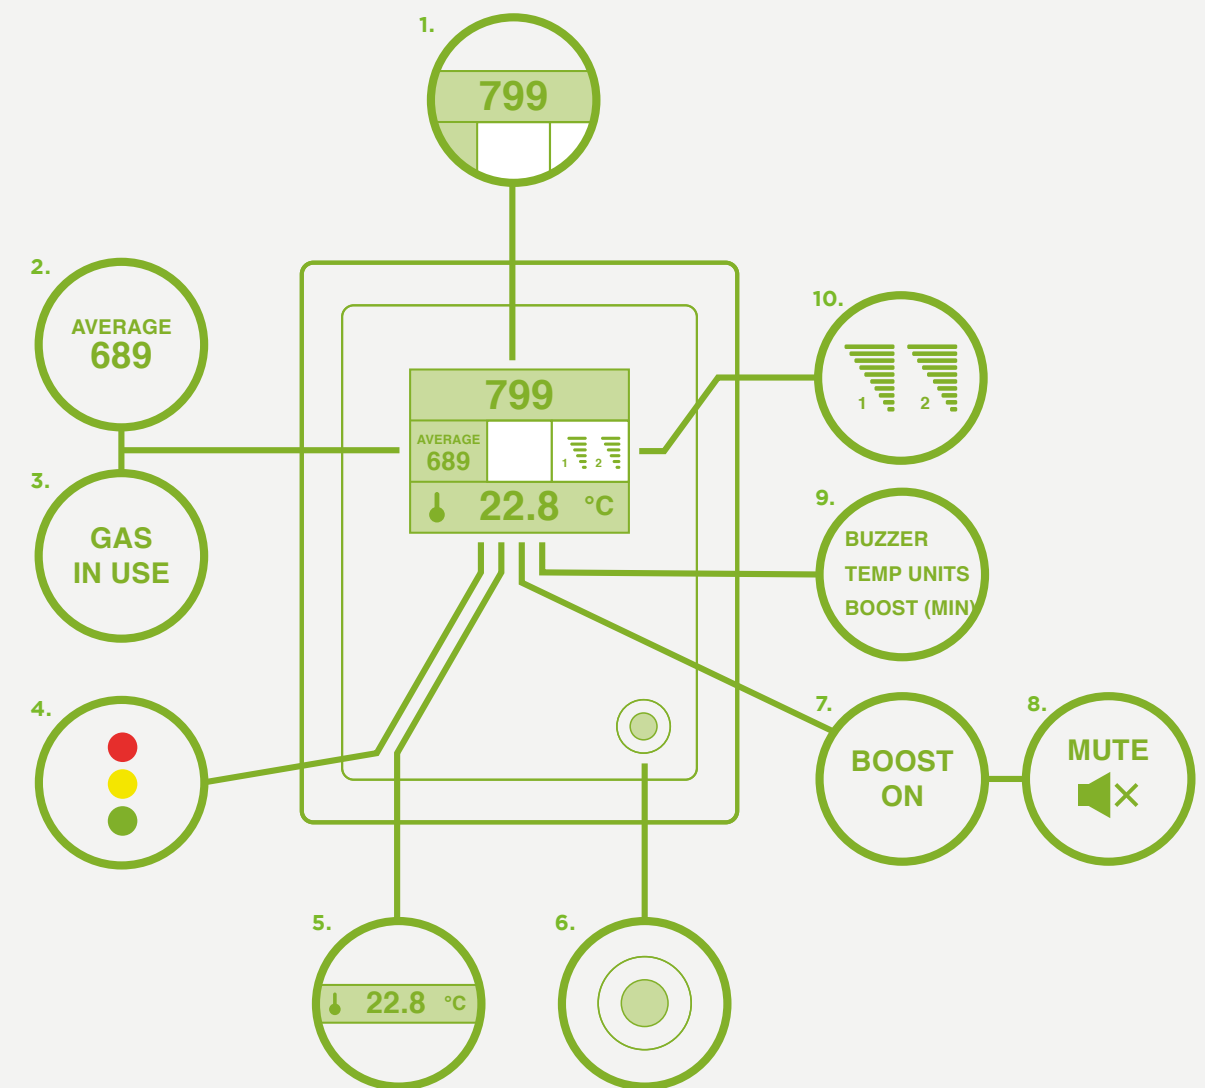 1.
799
2.
AVERAGE
689
3.
GAS
IN USE
799
AVERAGE
689
1 2
22.8 °C
10.
1 2
9.
BUZZER
TEMP UNITS
BOOST (MIN)
4.
7.
BOOST
ON
8.
MUTE
5.
22.8 °C
6.